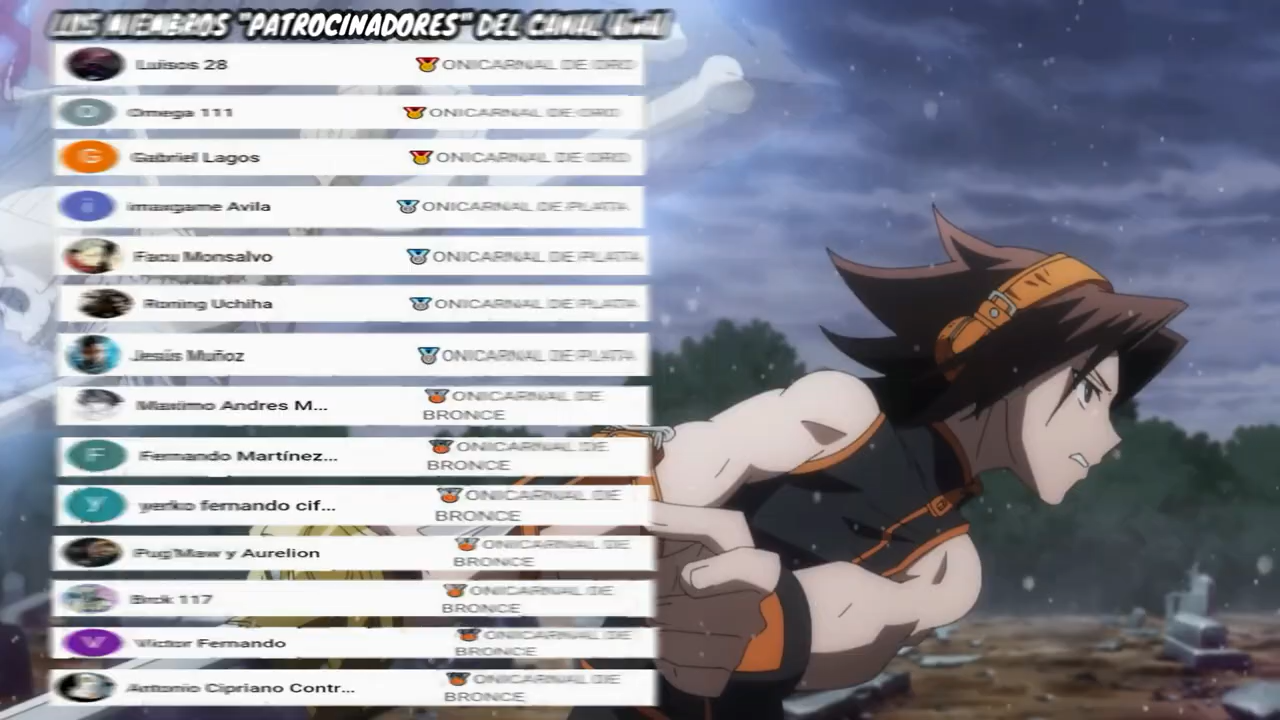 LOS MIEMBROS "PATROCINADORES" DEL CANAL
Luisos 28 ONICARNAL DE ORO
O
Omega 111 ONICARNAL DE ORO
G
Gabriel Lagos ONICARNAL DE ORO
imaxgame Avila ONICARNAL DE PLATA
Facu Monsalvo ONICARNAL DE PLATA
Roning Uchiha ONICARNAL DE PLATA
Jesús Muñoz ONICARNAL DE PLATA
Maximo Andres M... ONICARNAL DE
BRONCE
F
Fernando Martínez... ONICARNAL DE
BRONCE
Y
yerko fernando cif... ONICARNAL DE
BRONCE
Pug'Maw y Aurelion ONICARNAL DE
BRONCE
Brok 117 ONICARNAL DE
BRONCE
V
Victor Fernando ONICARNAL DE
BRONCE
Antonio Cipriano Contr... ONICARNAL DE
BRONCE